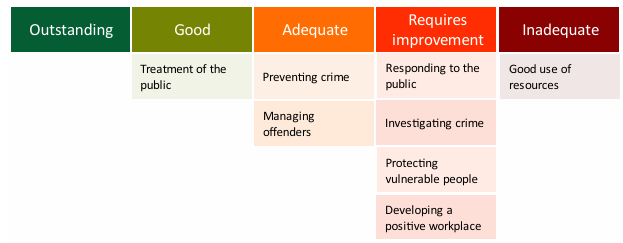 Outstanding
Good
Adequate
Requires
improvement
Inadequate
Treatment of the
public
Preventing crime
Responding to the
public
Good use of
resources
Managing
offenders
Investigating crime
Protecting
vulnerable people
Developing a
positive workplace